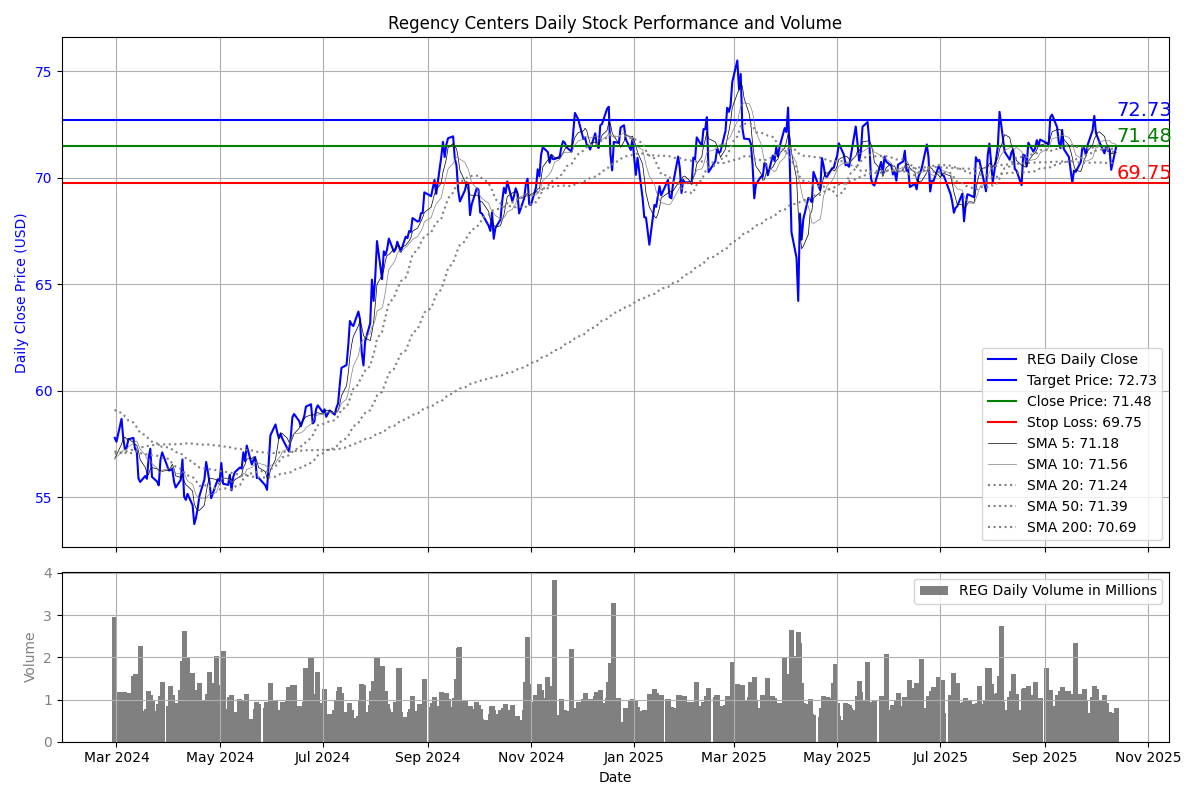 Regency Centers Daily Stock Performance and Volume
75
70
65
60
55
Daily Close Price (USD)
72.73
71.48
69.75
REG Daily Close
Target Price: 72.73
Close Price: 71.48
Stop Loss: 69.75
SMA 5: 71.18
SMA 10: 71.56
SMA 20: 71.24
SMA 50: 71.39
SMA 200: 70.69
4
3
2
1
0
Volume
REG Daily Volume in Millions
Mar 2024 May 2024 Jul 2024 Sep 2024 Nov 2024 Jan 2025 Mar 2025 May 2025 Jul 2025 Sep 2025 Nov 2025
Date